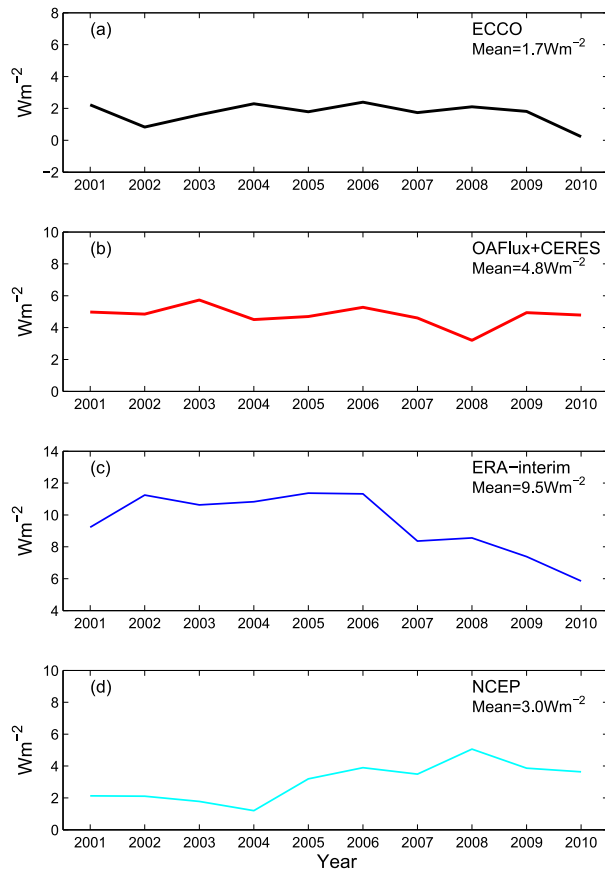 8
(a)
ECCO
Mean=1.7Wm⁻²
6
4
2
0
−2
Wm⁻²
2001 2002 2003 2004 2005 2006 2007 2008 2009 2010
10
(b)
OAFlux+CERES
Mean=4.8Wm⁻²
8
6
4
2
0
Wm⁻²
2001 2002 2003 2004 2005 2006 2007 2008 2009 2010
14
(c)
ERA−interim
Mean=9.5Wm⁻²
12
10
8
6
4
Wm⁻²
2001 2002 2003 2004 2005 2006 2007 2008 2009 2010
10
(d)
NCEP
Mean=3.0Wm⁻²
8
6
4
2
0
Wm⁻²
2001 2002 2003 2004 2005 2006 2007 2008 2009 2010
Year